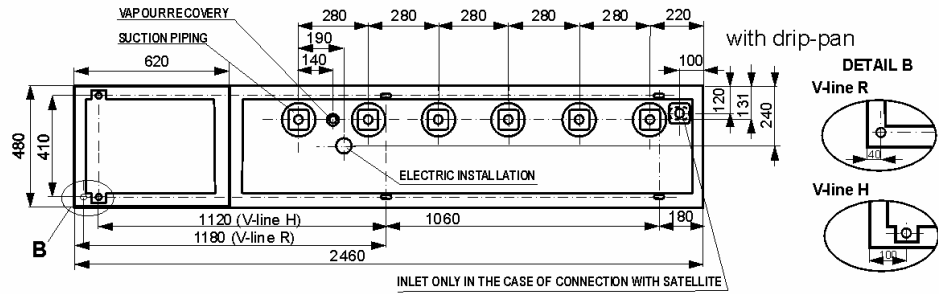 VAPOUR RECOVERY
SUCTION PIPING
280
280
280
280
280
220
190
140
620
with drip-pan
100
DETAIL B
V-line R
40
V-line H
100
480
410
120
131
240
ELECTRIC INSTALLATION
B
1120 (V-line H)
1060
180
1180 (V-line R)
2460
INLET ONLY IN THE CASE OF CONNECTION WITH SATELLITE